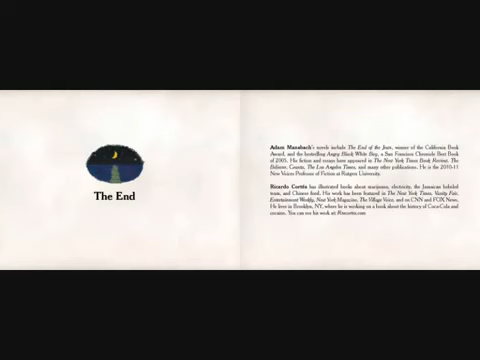 The End
Adam Mansbach's novels include The End of the Jews, winner of the California Book
Award, and the bestselling Angry Black White Boy, a San Francisco Chronicle Best Book
of 2005. His fiction and essays have appeared in The New York Times Book Review, The
Believer, Granta, The Los Angeles Times, and many other publications. He is the 2010-11
New Voices Professor of Fiction at Rutgers University.
Ricardo Cortés has illustrated books about marijuana, electricity, the Jamaican bobsled
team, and Chinese food. His work has been featured in The New York Times, Vanity Fair,
Entertainment Weekly, New York Magazine, The Village Voice, and on CNN and FOX News.
He lives in Brooklyn, NY, where he is working on a book about the history of Coca-Cola and
cocaine. You can see his work at: Rmcortes.com